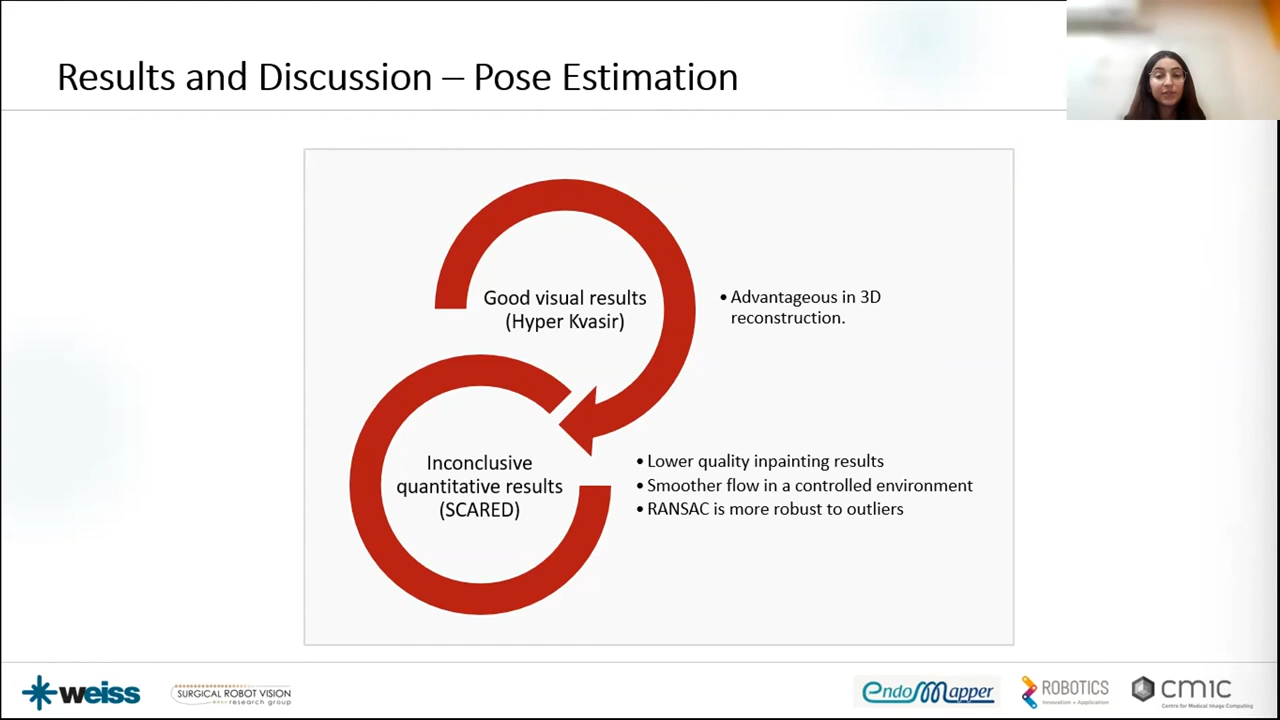 Results and Discussion – Pose Estimation
Good visual results
(Hyper Kvasir)
• Advantageous in 3D
reconstruction.
Inconclusive
quantitative results
(SCARED)
• Lower quality inpainting results
• Smoother flow in a controlled environment
• RANSAC is more robust to outliers
weiss
SURGICAL ROBOT VISION
research group
EndoMapper
ROBOTICS
Innovation + Application
CMIC
Centre for Medical Image Computing